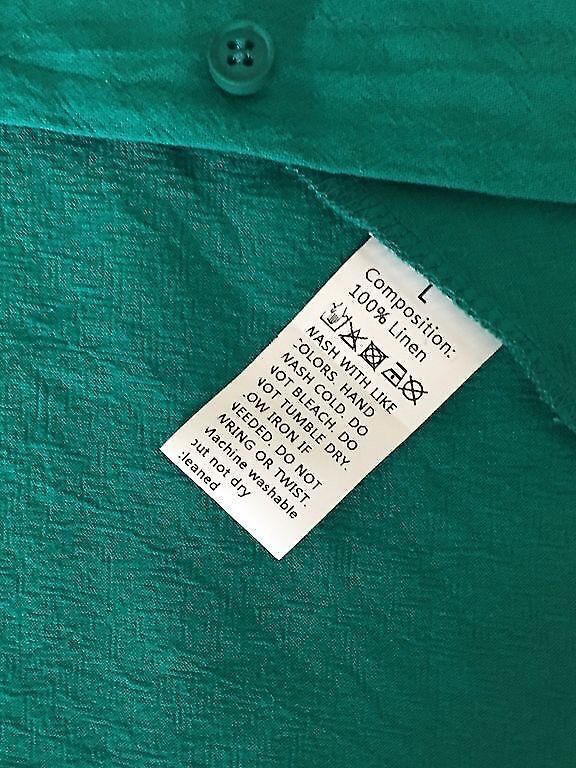 L
Composition:
100% Linen
WASH WITH LIKE
COLORS. HAND
WASH COLD. DO
NOT BLEACH. DO
NOT TUMBLE DRY.
LOW IRON IF
NEEDED. DO NOT
WRING OR TWIST.
Machine washable
but not dry
cleaned